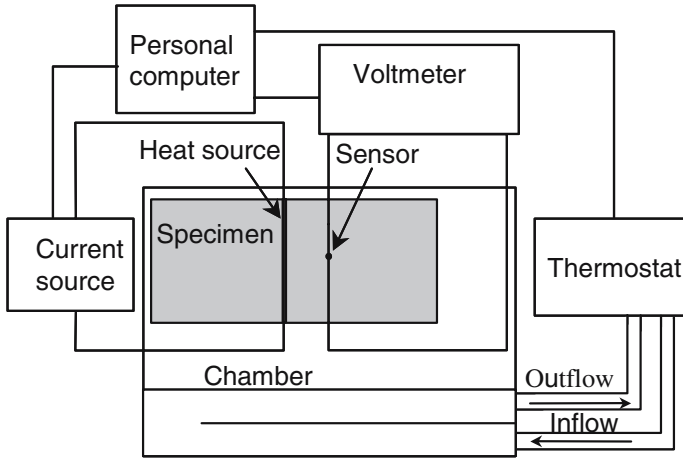 Personal
computer
Voltmeter
Heat source
Sensor
Specimen
Current
source
Thermostat
Chamber
Outflow
Inflow